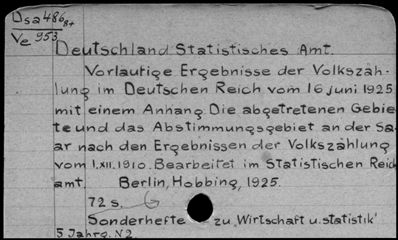 Dsa 486 8+
Ve 953
Deutschland Statistisches Amt.
Vorlaufige Ergebnisse der Volkszäh-
lung im Deutschen Reich vom 16 juni 1925
mit einem Anhang. Die abgetretenen Gebie-
te und das Abstimmungsgebiet an der Sa-
ar nach den Ergebnissen der Volkszählung
vom 1.XII.1910. Bearbeitet im Statistischen Reich
amt. Berlin, Hobbing, 1925.
72 s.
Sonderhefte zu "Wirtschaft u. statistik"
5 Jahrg. N2.